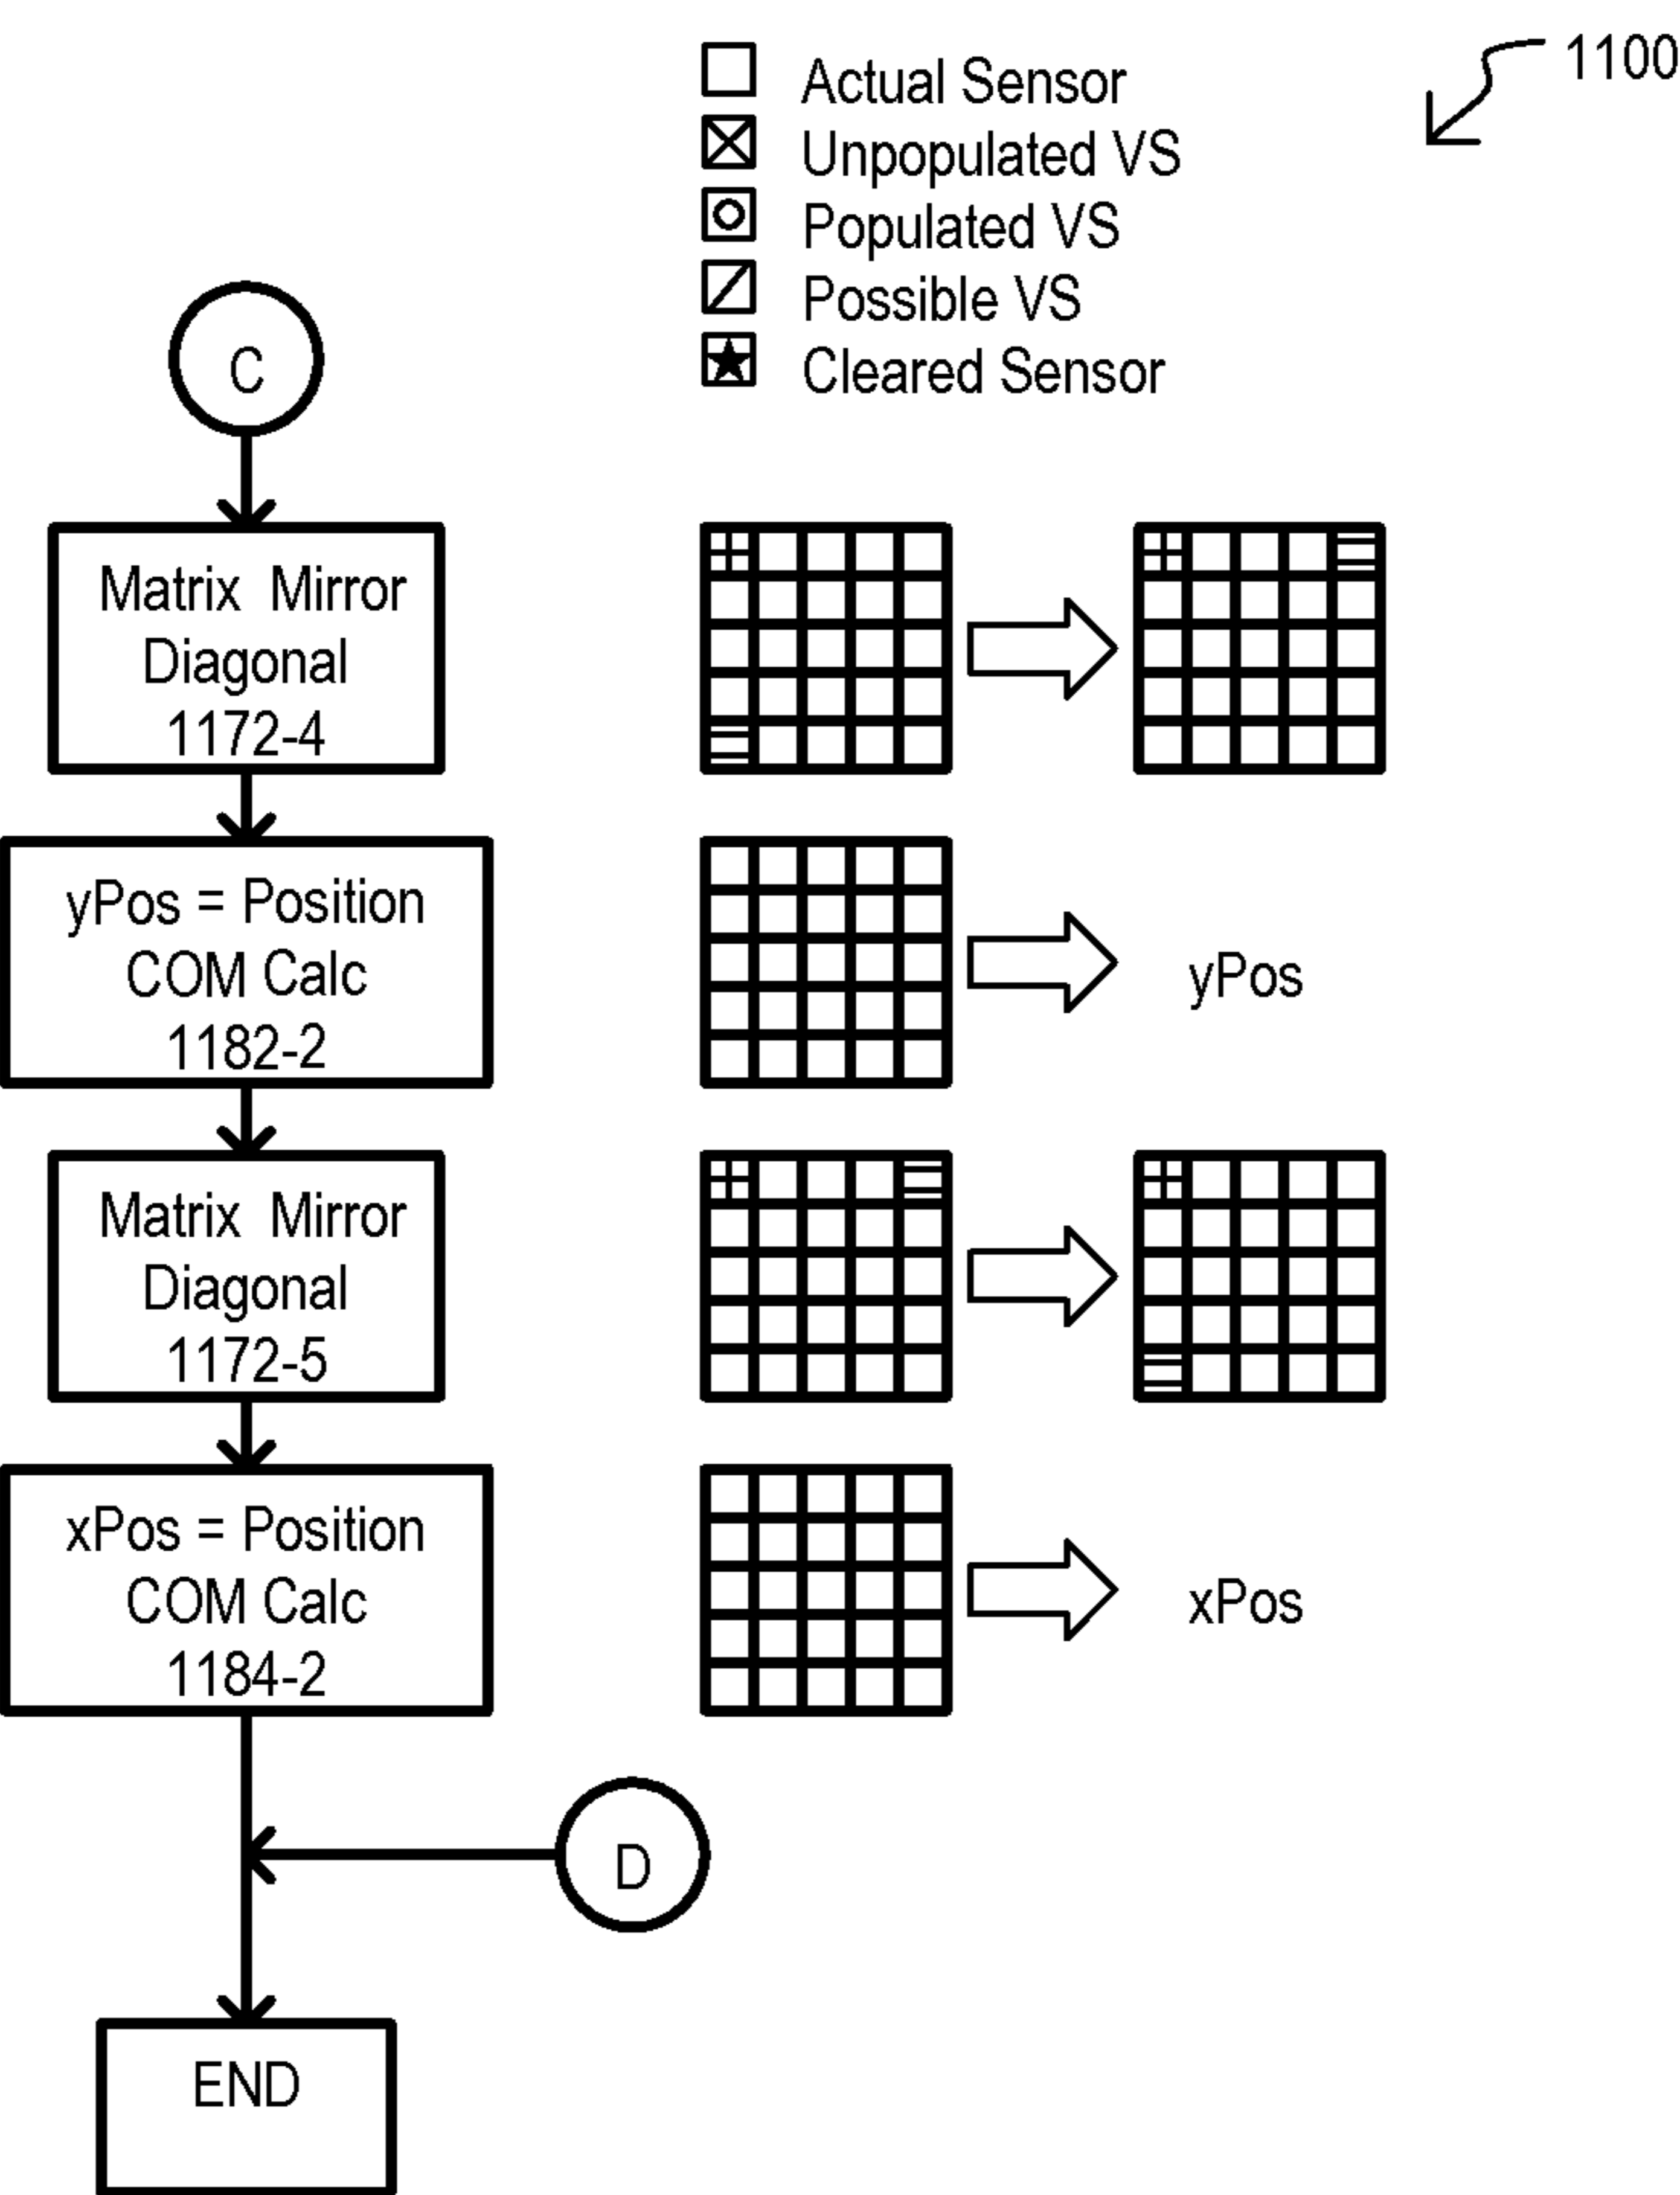 1100
Actual Sensor
Unpopulated VS
Populated VS
Possible VS
Cleared Sensor
C
Matrix Mirror
Diagonal
1172-4
yPos = Position
COM Calc
1182-2
yPos
Matrix Mirror
Diagonal
1172-5
xPos = Position
COM Calc
1184-2
xPos
D
END